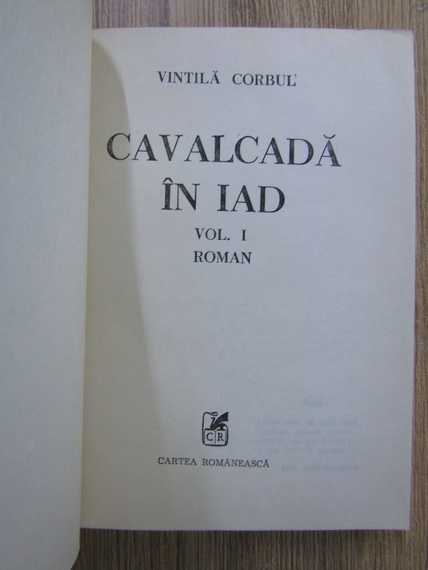 VINTILĂ CORBUL
CAVALCADĂ
ÎN IAD
VOL. I
ROMAN
CR
CARTEA ROMÂNEASCĂ